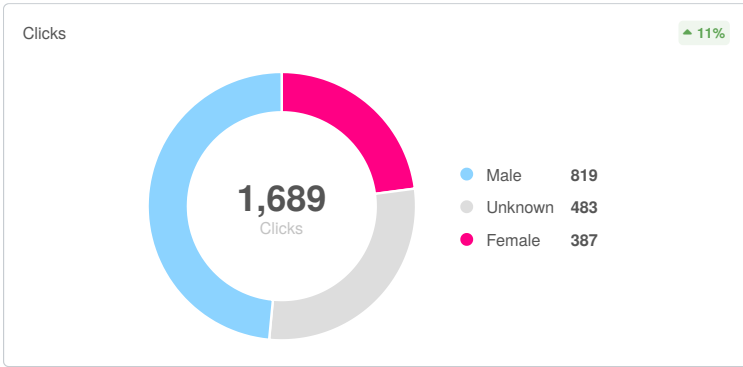 Clicks
11%
1,689
Clicks
Male 819
Unknown 483
Female 387